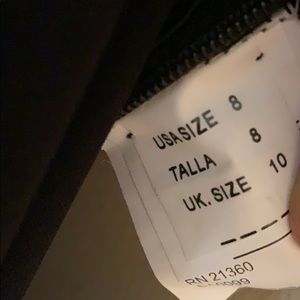 USA SIZE 8
TALLA 8
UK. SIZE 10
RN 21360